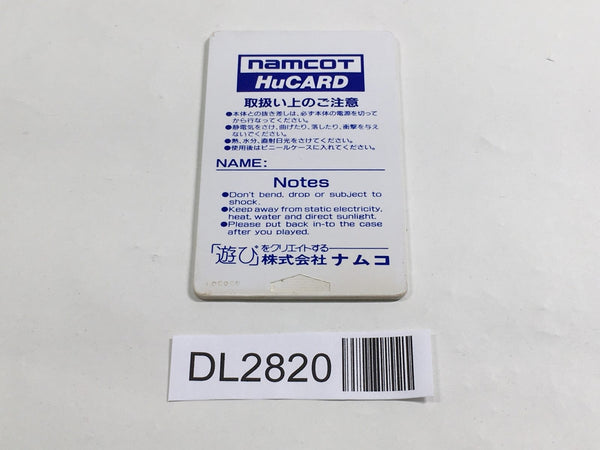 namcoT
HuCARD
取扱い上のご注意
●本体との抜き差しは、必ず本体の電源を切って
から行なってください。
●静電気をさけ、曲げたり、落したり、衝撃を与え
ないでください。
●熱、水分、直射日光をさけてください。
●使用後はビニールケースに入れてください。
NAME:
Notes
●Don't bend, drop or subject to
shock.
●Keep away from static electricity,
heat, water and direct sunlight.
●Please put back in-to the case
after you played.
「遊び」をクリエイトする
株式会社 ナムコ
DL2820